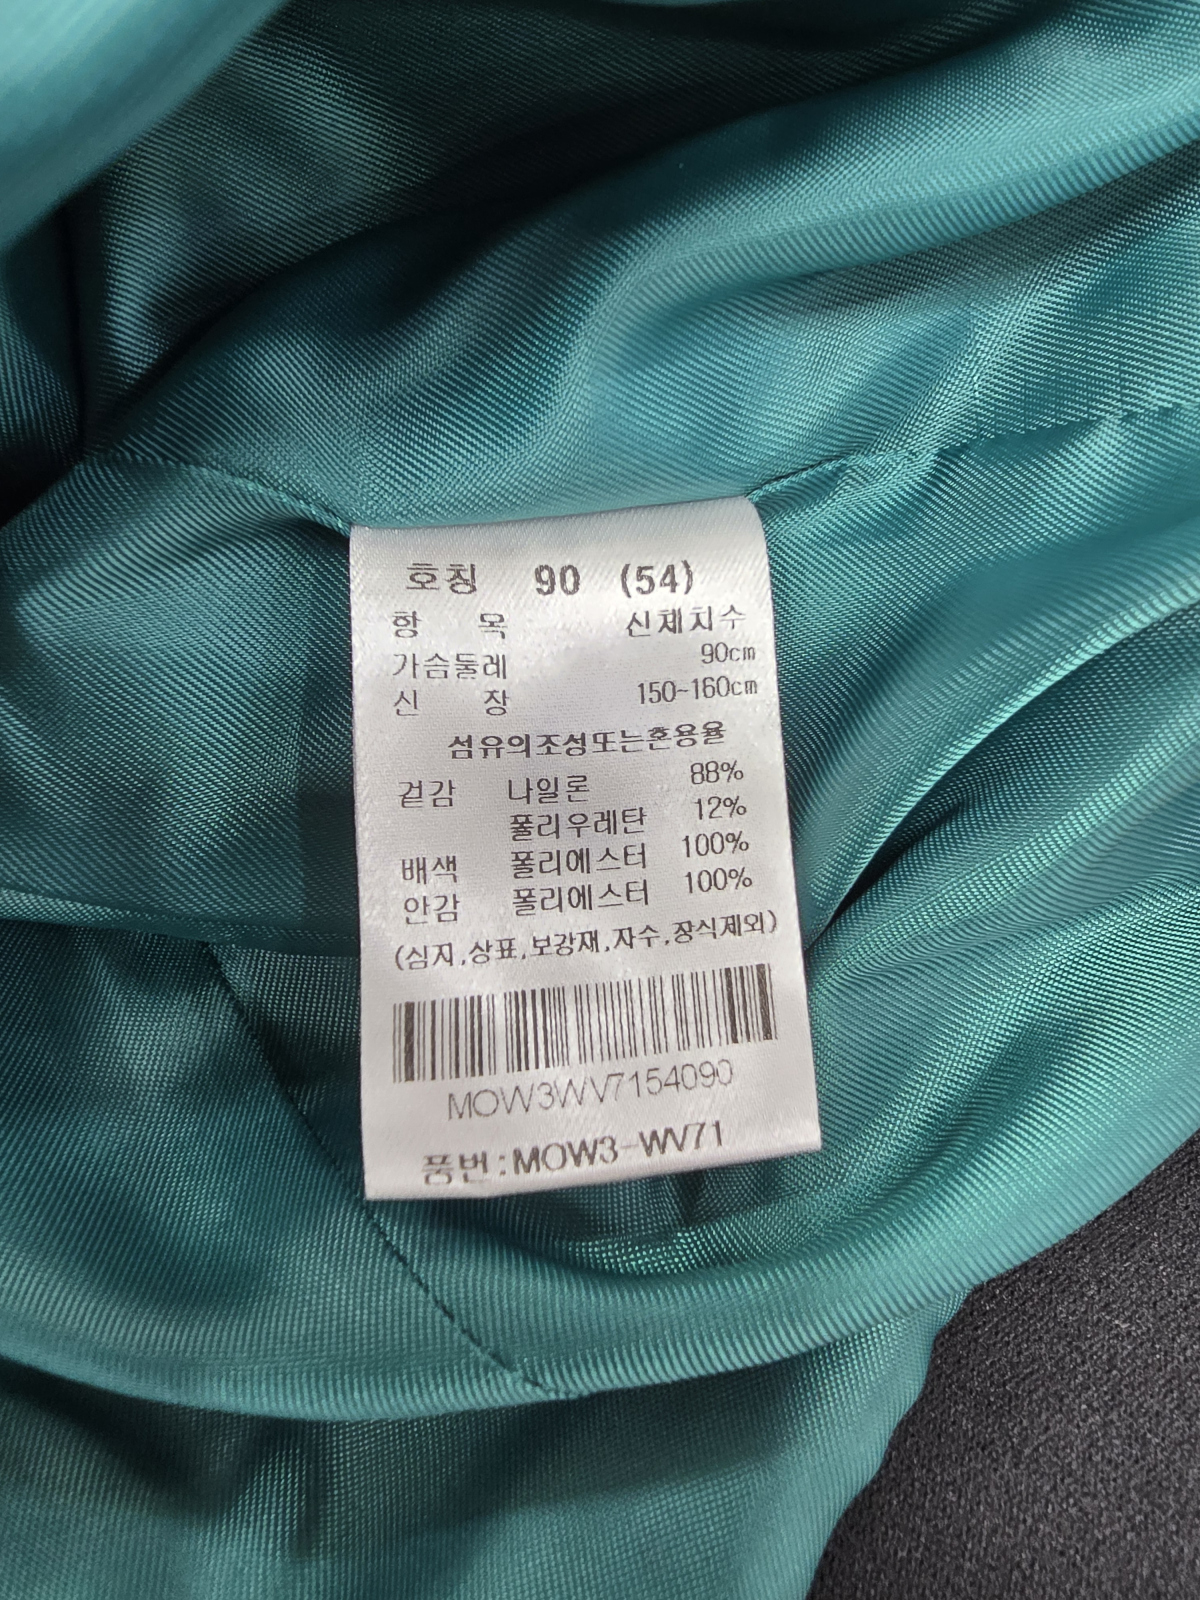 호칭 90 (54)
항 목 신체치수
가슴둘레 90cm
신 장 150~160cm
섬유의조성또는혼용율
겉감 나일론 88%
폴리우레탄 12%
배색 폴리에스터 100%
안감 폴리에스터 100%
(심지,상표,보강재,자수,장식제외)
MOW3WV7154090
품번:MOW3-WV71